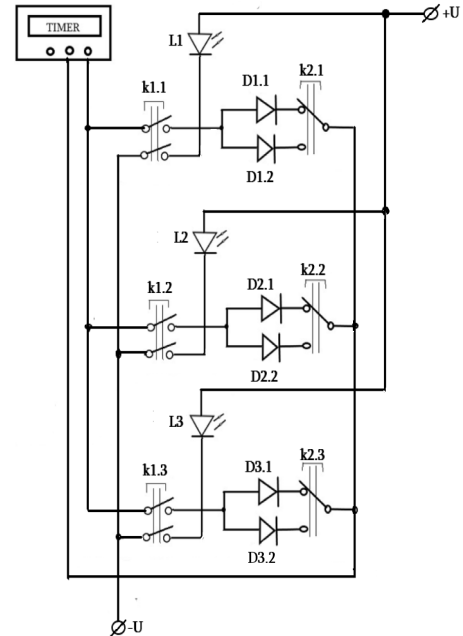 TIMER
+U
L1
k1.1
D1.1
k2.1
D1.2
L2
k1.2
D2.1
k2.2
D2.2
L3
k1.3
D3.1
k2.3
D3.2
-U